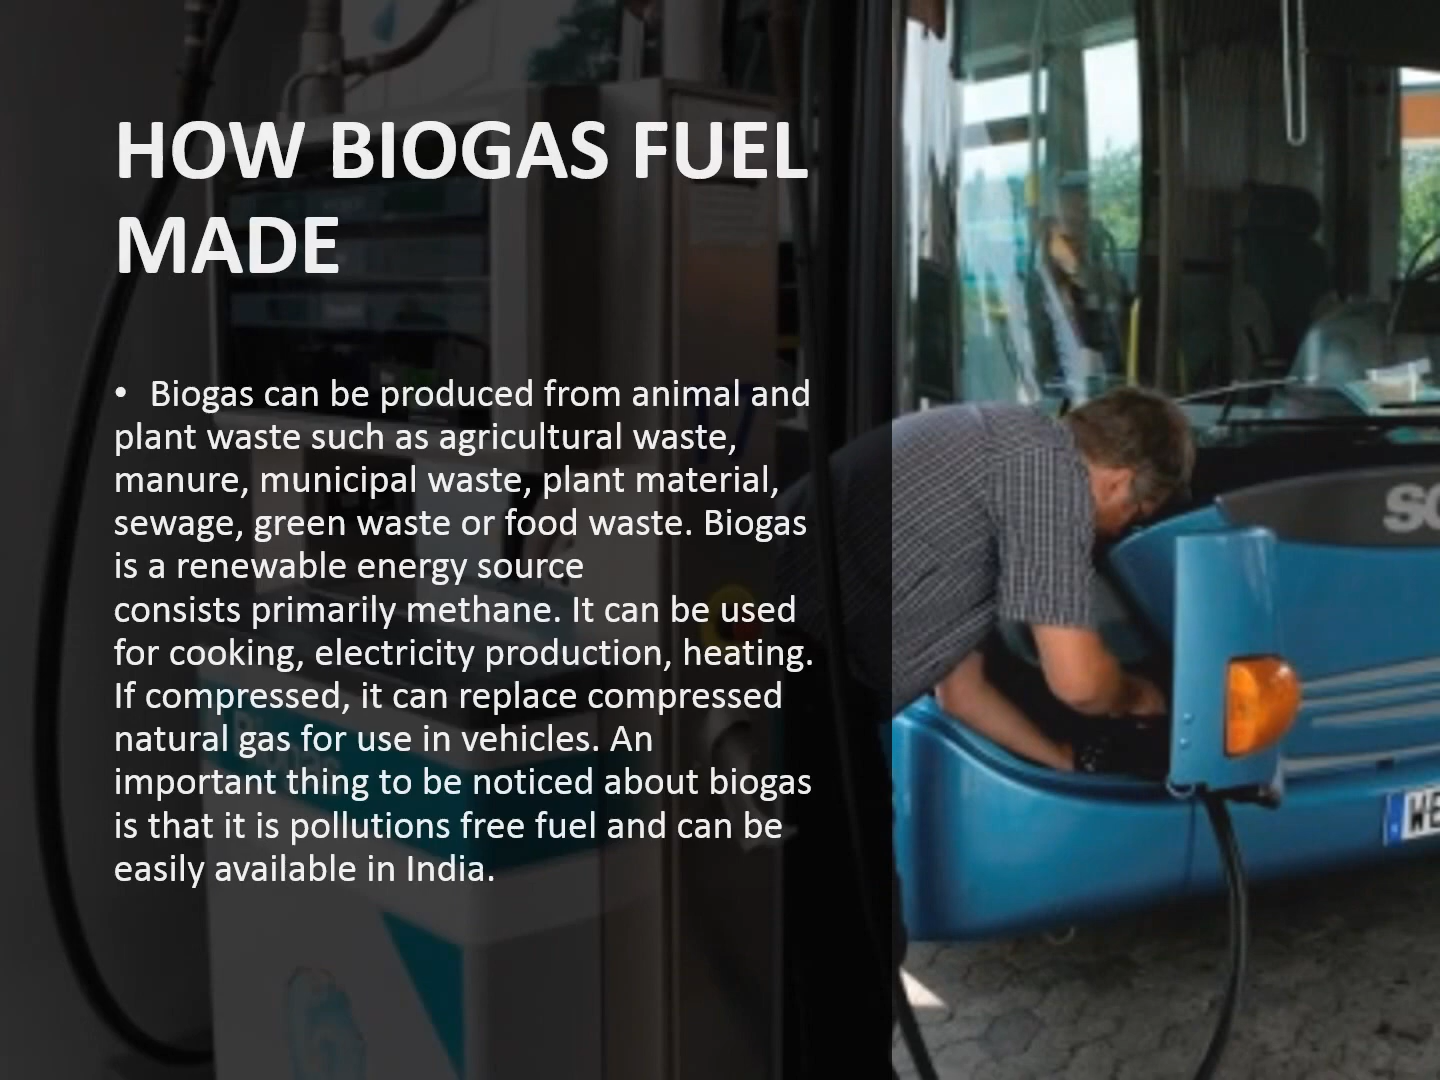 HOW BIOGAS FUEL
MADE
• Biogas can be produced from animal and
plant waste such as agricultural waste,
manure, municipal waste, plant material,
sewage, green waste or food waste. Biogas
is a renewable energy source
consists primarily methane. It can be used
for cooking, electricity production, heating.
If compressed, it can replace compressed
natural gas for use in vehicles. An
important thing to be noticed about biogas
is that it is pollutions free fuel and can be
easily available in India.